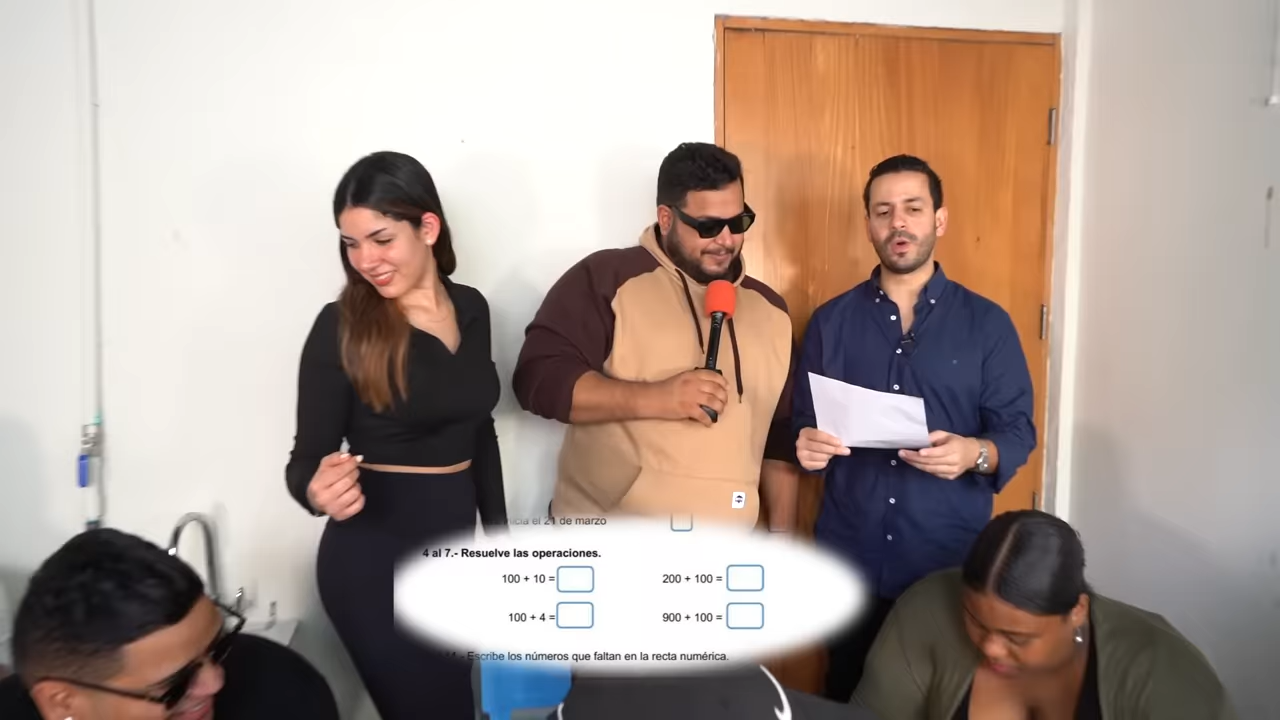 inicia el 21 de marzo
4 al 7.- Resuelve las operaciones.
100 + 10 =
200 + 100 =
100 + 4 =
900 + 100 =
Escribe los números que faltan en la recta numérica.